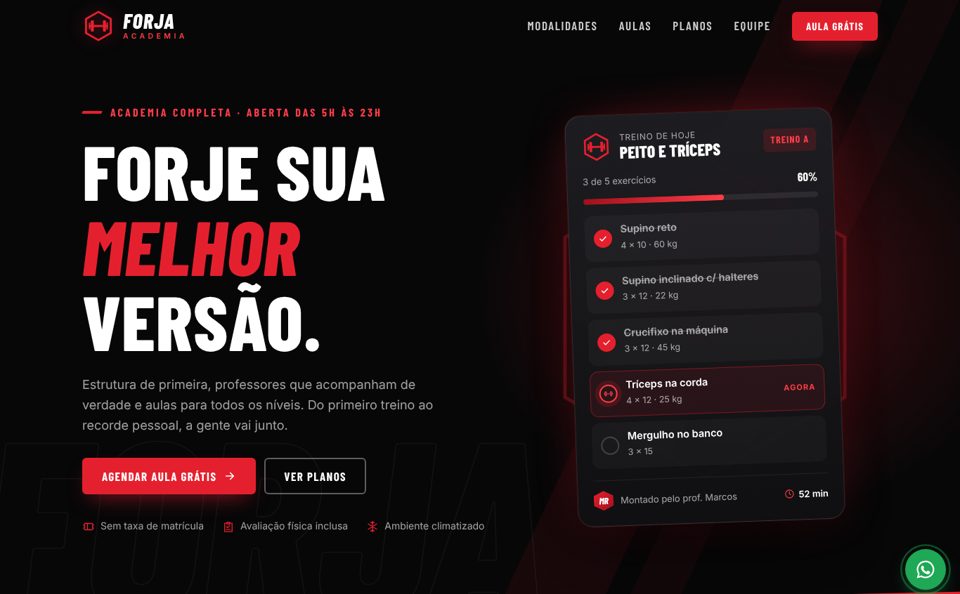 FORJA
ACADEMIA
MODALIDADES
AULAS
PLANOS
EQUIPE
AULA GRÁTIS
ACADEMIA COMPLETA · ABERTA DAS 5H ÀS 23H
FORJE SUA
MELHOR
VERSÃO.
Estrutura de primeira, professores que acompanham de
verdade e aulas para todos os níveis. Do primeiro treino ao
recorde pessoal, a gente vai junto.
AGENDAR AULA GRÁTIS
VER PLANOS
Sem taxa de matrícula
Avaliação física inclusa
Ambiente climatizado
TREINO DE HOJE
PEITO E TRÍCEPS
TREINO A
3 de 5 exercícios
60%
Supino reto
4 × 10 · 60 kg
Supino inclinado c/ halteres
3 × 12 · 22 kg
Crucifixo na máquina
3 × 12 · 45 kg
Tríceps na corda
4 × 12 · 25 kg
AGORA
Mergulho no banco
3 × 15
MR
Montado pelo prof. Marcos
52 min
FORJA